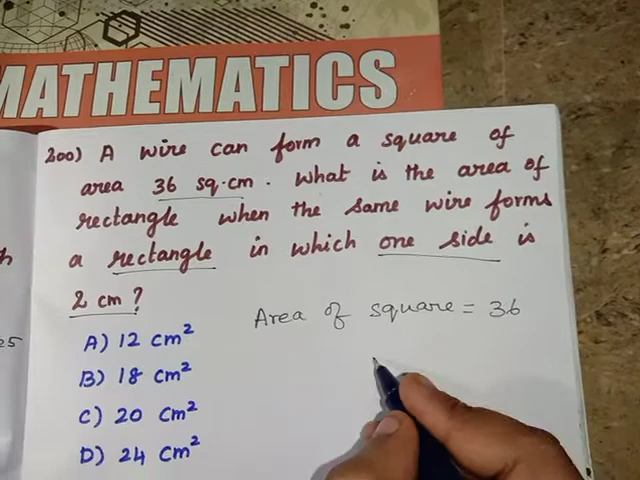 MATHEMATICS
200) A wire can form a square of
area 36 sq.cm. What is the area of
rectangle when the same wire forms
a rectangle in which one side is
2 cm?
Area of square = 36
A) 12 cm²
B) 18 cm²
C) 20 cm²
D) 24 cm²